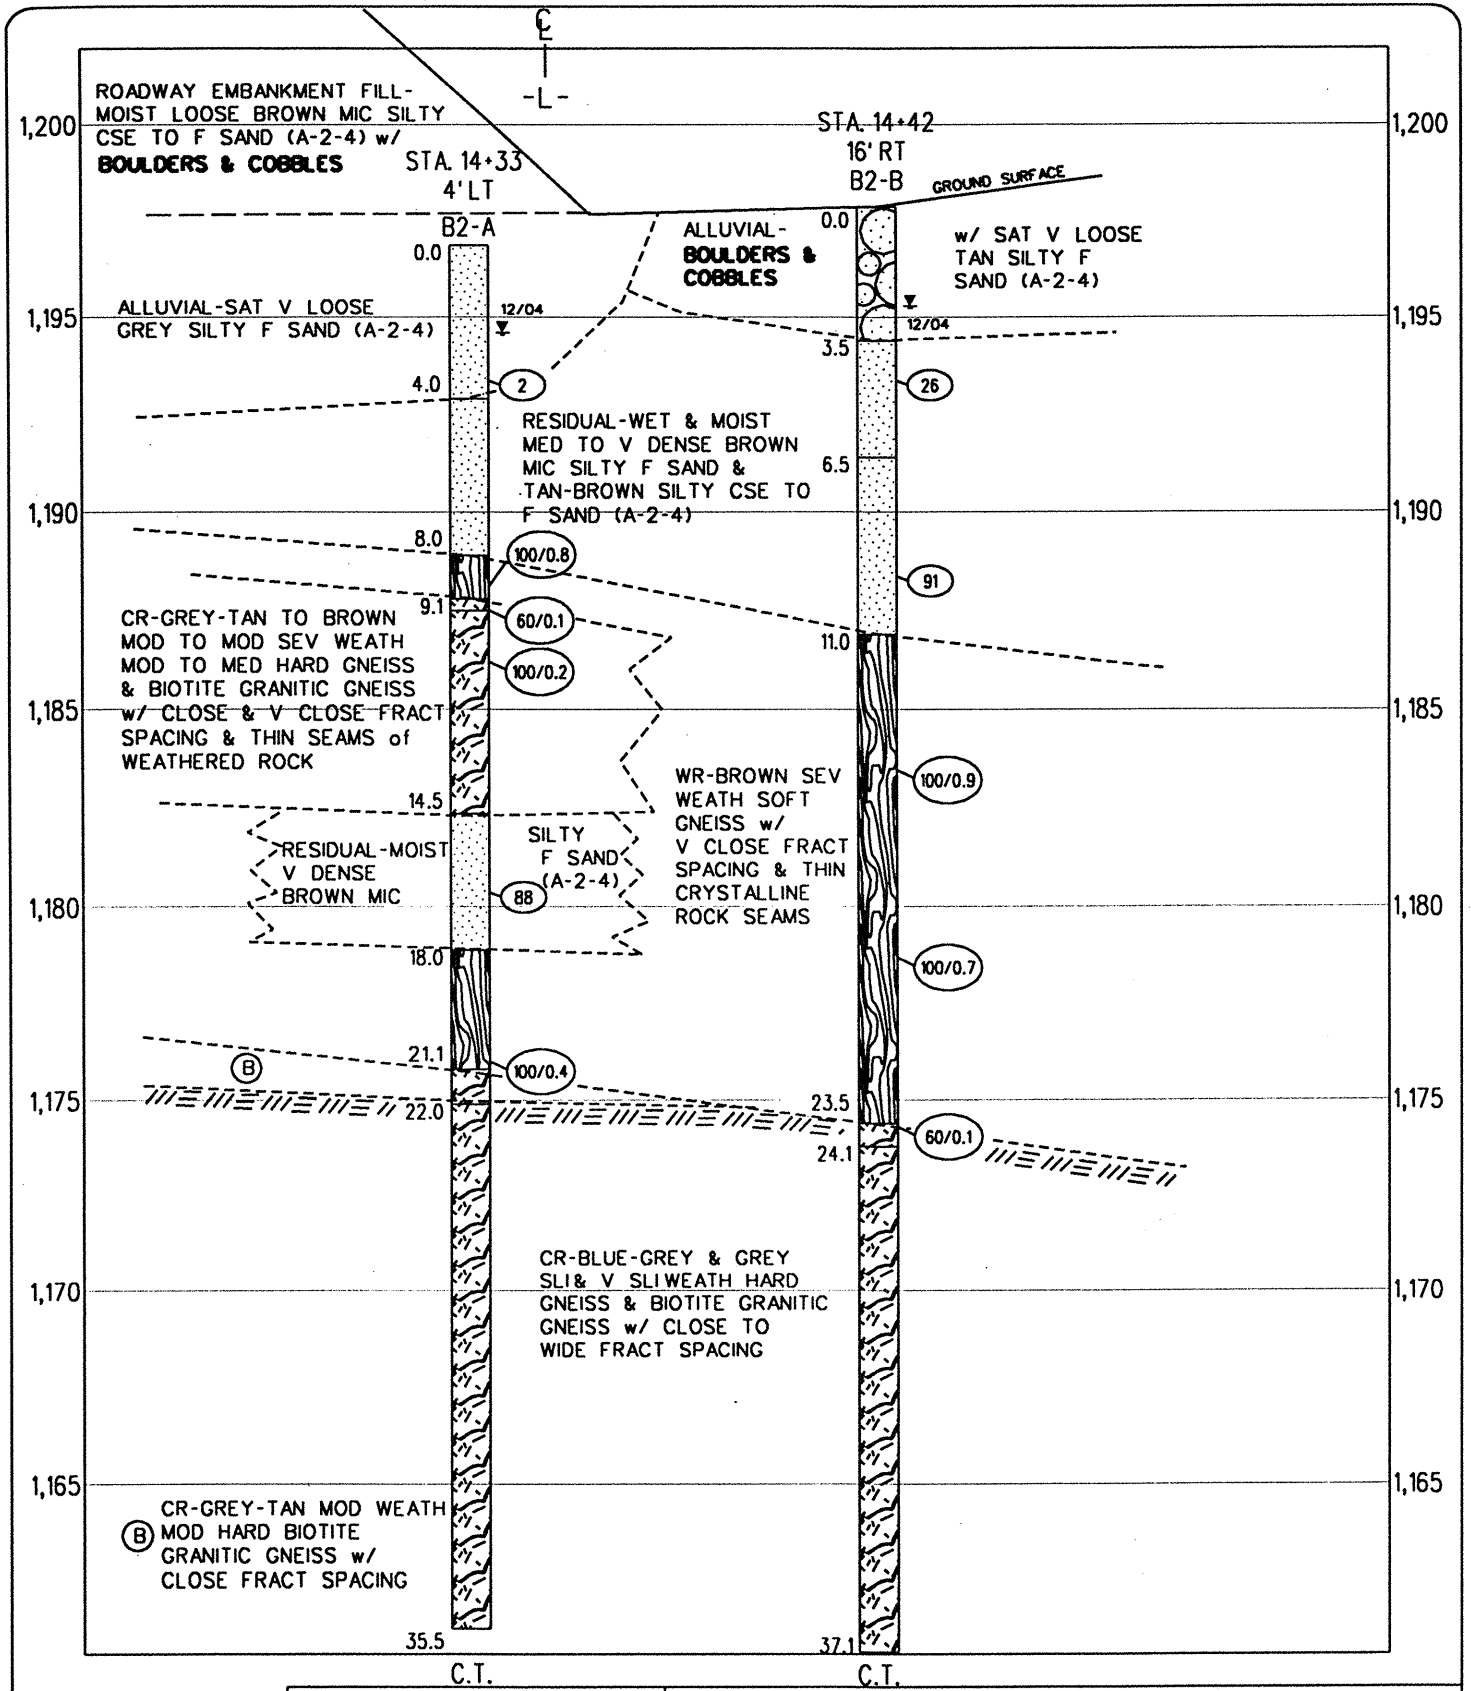 ℄
-L-
ROADWAY EMBANKMENT FILL-
MOIST LOOSE BROWN MIC SILTY
CSE TO F SAND (A-2-4) w/
BOULDERS & COBBLES
1,200
1,200
STA. 14+33
4' LT
B2-A
STA. 14+42
16' RT
B2-B
GROUND SURFACE
0.0
0.0
ALLUVIAL-
BOULDERS &
COBBLES
w/ SAT V LOOSE
TAN SILTY F
SAND (A-2-4)
ALLUVIAL-SAT V LOOSE
GREY SILTY F SAND (A-2-4)
12/04
12/04
1,195
1,195
3.5
4.0
2
26
RESIDUAL-WET & MOIST
MED TO V DENSE BROWN
MIC SILTY F SAND &
TAN-BROWN SILTY CSE TO
F SAND (A-2-4)
6.5
1,190
1,190
8.0
100/0.8
91
9.1
60/0.1
11.0
100/0.2
CR-GREY-TAN TO BROWN
MOD TO MOD SEV WEATH
MOD TO MED HARD GNEISS
& BIOTITE GRANITIC GNEISS
w/ CLOSE & V CLOSE FRACT
SPACING & THIN SEAMS of
WEATHERED ROCK
1,185
1,185
WR-BROWN SEV
WEATH SOFT
GNEISS w/
V CLOSE FRACT
SPACING & THIN
CRYSTALLINE
ROCK SEAMS
100/0.9
14.5
RESIDUAL-MOIST
V DENSE
BROWN MIC
SILTY
F SAND
(A-2-4)
88
1,180
1,180
18.0
100/0.7
21.1
100/0.4
B
1,175
1,175
22.0
23.5
60/0.1
24.1
CR-BLUE-GREY & GREY
SLI & V SLI WEATH HARD
GNEISS & BIOTITE GRANITIC
GNEISS w/ CLOSE TO
WIDE FRACT SPACING
1,170
1,170
1,165
1,165
B
CR-GREY-TAN MOD WEATH
MOD HARD BIOTITE
GRANITIC GNEISS w/
CLOSE FRACT SPACING
35.5
37.1
C.T.
C.T.